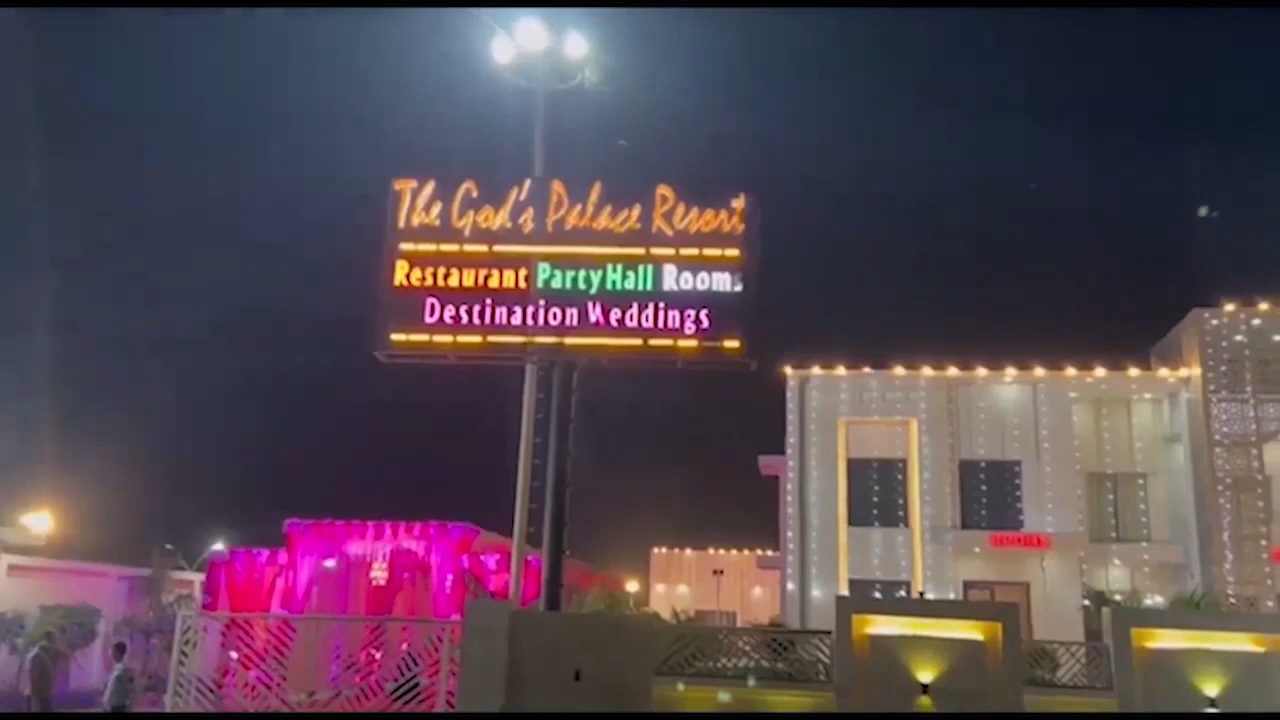 The God's Palace Resort
Restaurant PartyHall Rooms
Destination Weddings